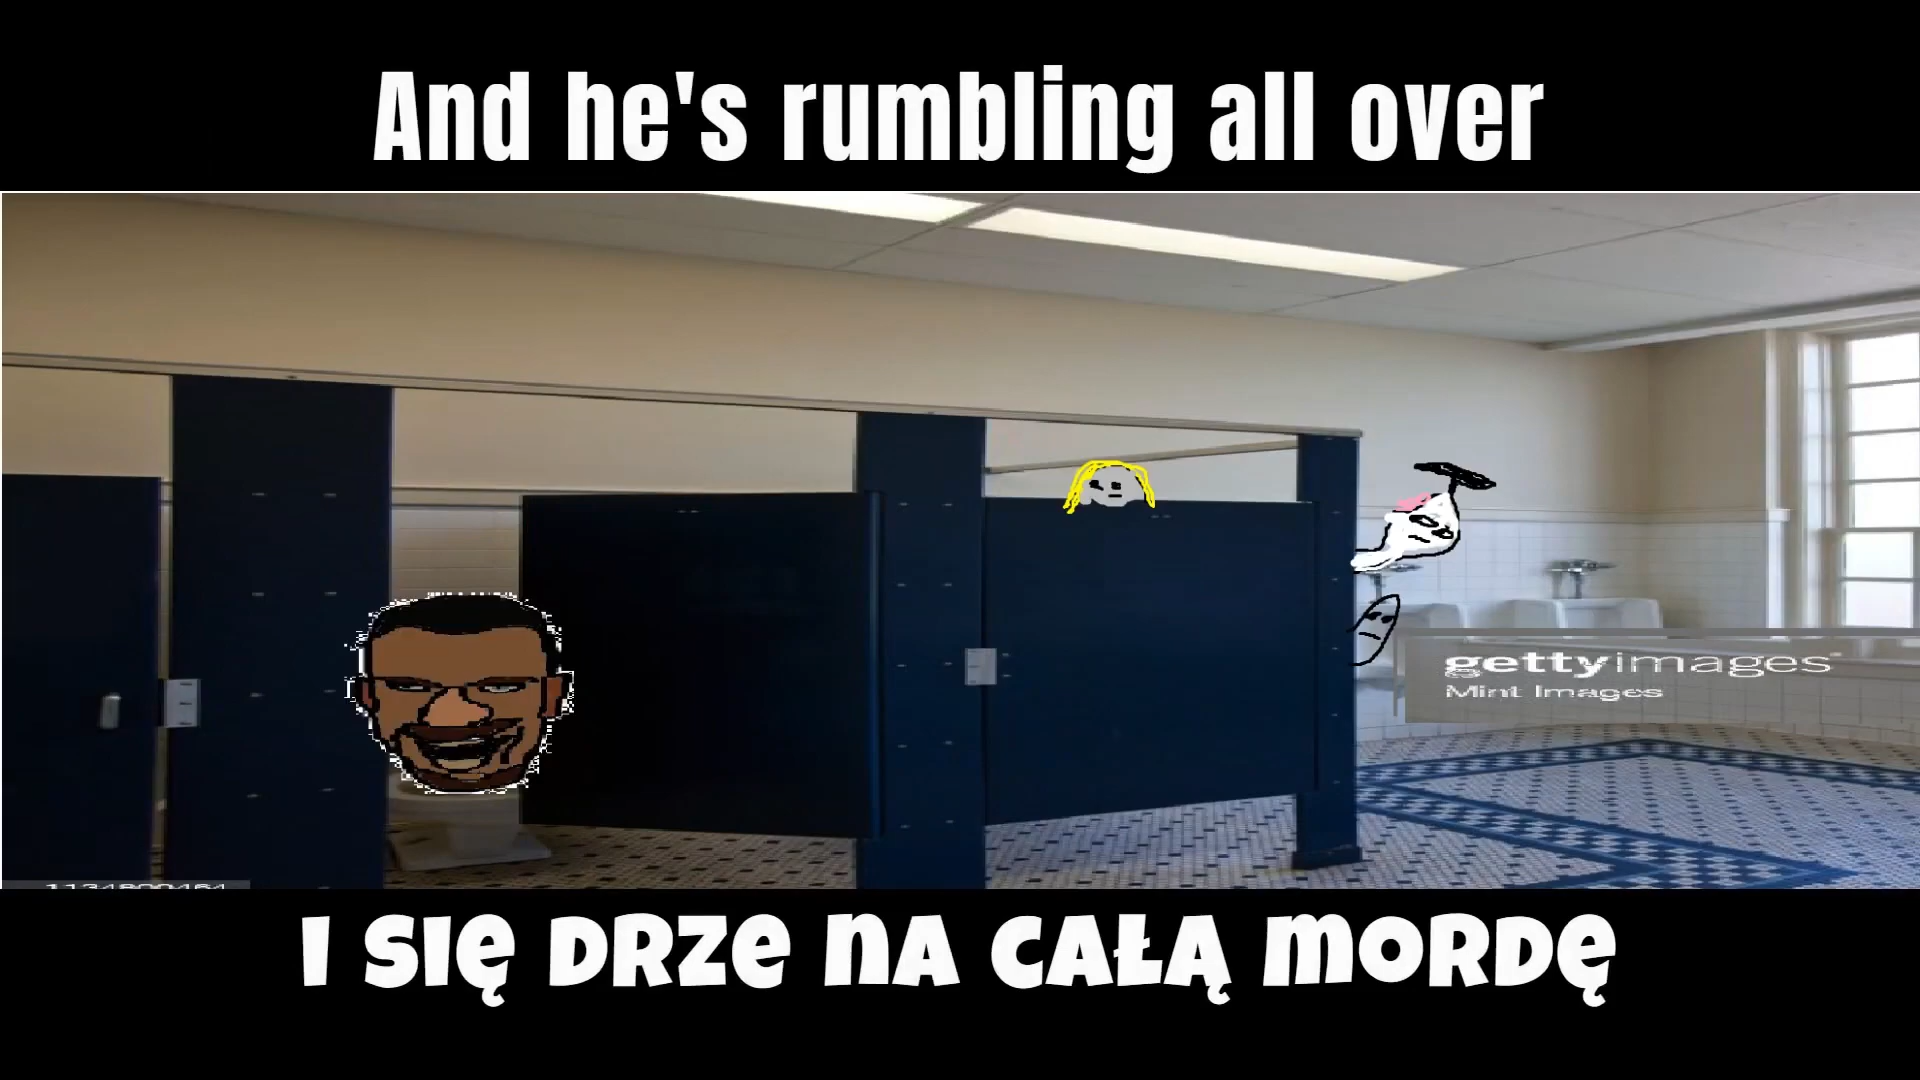 And he's rumbling all over
gettyimages
Mint Images
I SIĘ DRZE NA CAŁĄ MORDĘ